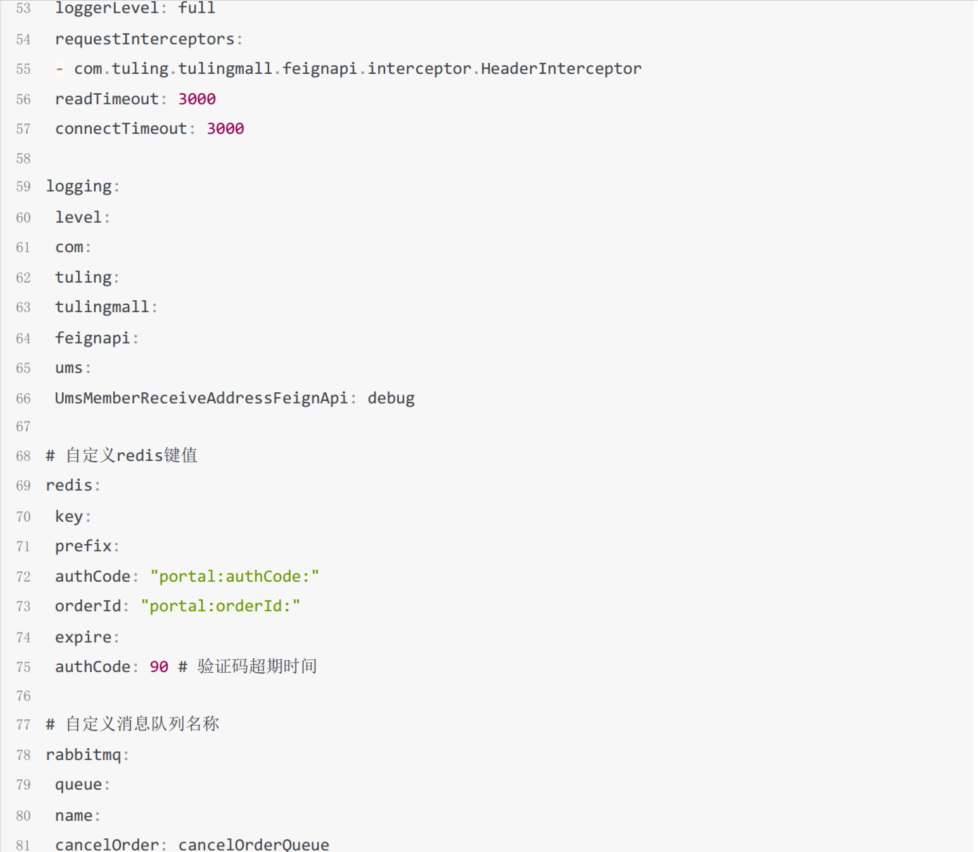 53 loggerLevel: full
54 requestInterceptors:
55 - com.tuling.tulingmall.feignapi.interceptor.HeaderInterceptor
56 readTimeout: 3000
57 connectTimeout: 3000
58
59 logging:
60 level:
61 com:
62 tuling:
63 tulingmall:
64 feignapi:
65 ums:
66 UmsMemberReceiveAddressFeignApi: debug
67
68 # 自定义redis键值
69 redis:
70 key:
71 prefix:
72 authCode: "portal:authCode:"
73 orderId: "portal:orderId:"
74 expire:
75 authCode: 90 # 验证码超期时间
76
77 # 自定义消息队列名称
78 rabbitmq:
79 queue:
80 name:
81 cancelOrder: cancelOrderQueue